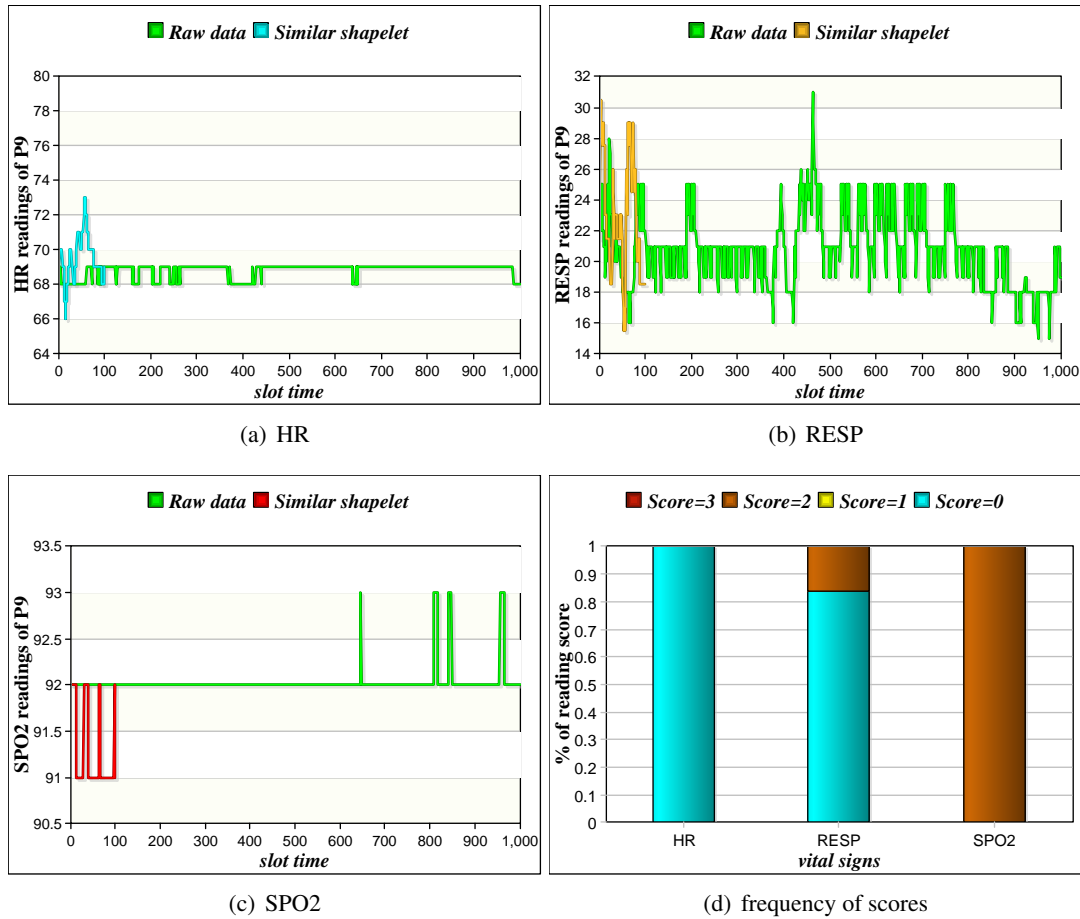 Raw data Similar shapelet
HR readings of P9
80
78
76
74
72
70
68
66
64
0 100 200 300 400 500 600 700 800 900 1,000
slot time
(a) HR
Raw data Similar shapelet
RESP readings of P9
32
30
28
26
24
22
20
18
16
14
0 100 200 300 400 500 600 700 800 900 1,000
slot time
(b) RESP
Raw data Similar shapelet
SPO2 readings of P9
93.5
93
92.5
92
91.5
91
90.5
0 100 200 300 400 500 600 700 800 900 1,000
slot time
(c) SPO2
Score=3 Score=2 Score=1 Score=0
% of reading score
1
0.9
0.8
0.7
0.6
0.5
0.4
0.3
0.2
0.1
0
HR RESP SPO2
vital signs
(d) frequency of scores